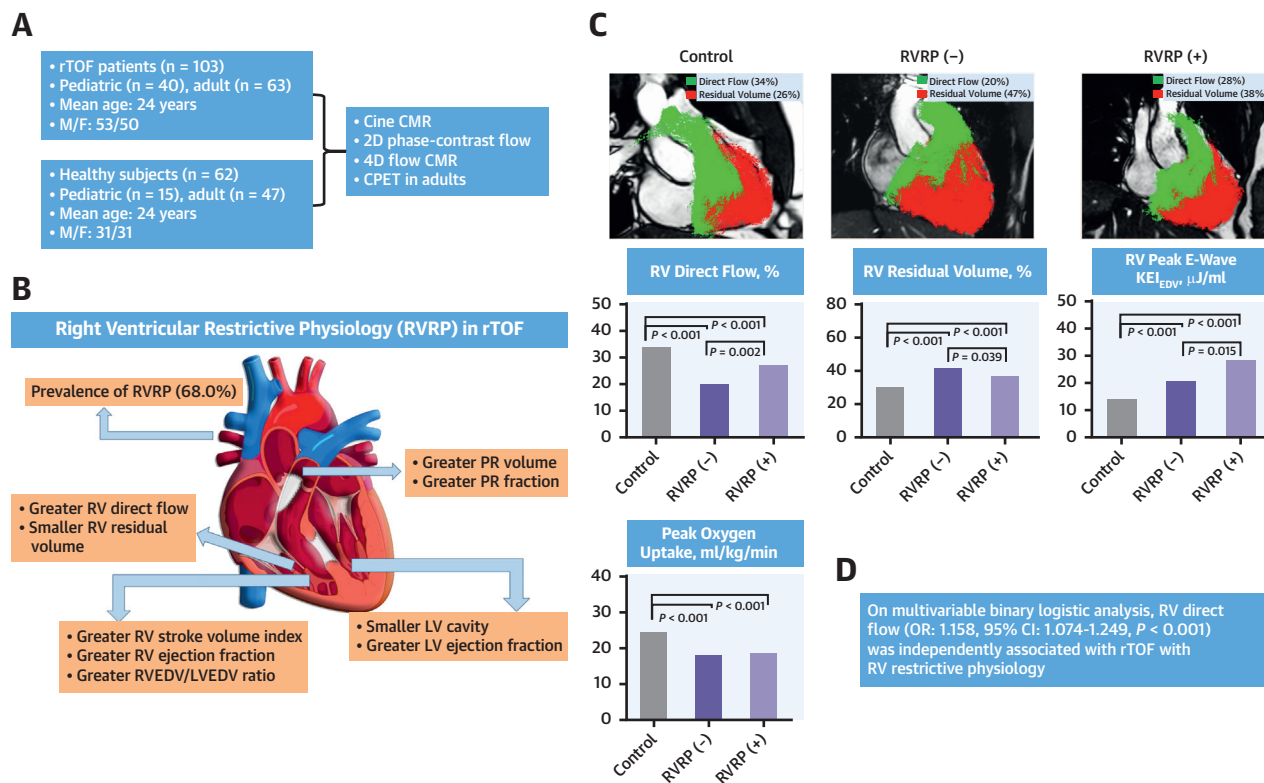 A
• rTOF patients (n = 103)
• Pediatric (n = 40), adult (n = 63)
• Mean age: 24 years
• M/F: 53/50
• Healthy subjects (n = 62)
• Pediatric (n = 15), adult (n = 47)
• Mean age: 24 years
• M/F: 31/31
• Cine CMR
• 2D phase-contrast flow
• 4D flow CMR
• CPET in adults
B
Right Ventricular Restrictive Physiology (RVRP) in rTOF
Prevalence of RVRP (68.0%)
• Greater PR volume
• Greater PR fraction
• Greater RV direct flow
• Smaller RV residual
volume
• Greater RV stroke volume index
• Greater RV ejection fraction
• Greater RVEDV/LVEDV ratio
• Smaller LV cavity
• Greater LV ejection fraction
C
Control
Direct Flow (34%)
Residual Volume (26%)
RVRP (–)
Direct Flow (20%)
Residual Volume (47%)
RVRP (+)
Direct Flow (28%)
Residual Volume (38%)
RV Direct Flow, %
50
40
30
20
10
0
P < 0.001
P < 0.001
P = 0.002
Control
RVRP (–)
RVRP (+)
RV Residual Volume, %
80
60
40
20
0
P < 0.001
P < 0.001
P = 0.039
Control
RVRP (–)
RVRP (+)
RV Peak E-Wave
KEI_EDV, µJ/ml
50
40
30
20
10
0
P < 0.001
P < 0.001
P = 0.015
Control
RVRP (–)
RVRP (+)
Peak Oxygen
Uptake, ml/kg/min
40
30
20
10
0
P < 0.001
P < 0.001
Control
RVRP (–)
RVRP (+)
D
On multivariable binary logistic analysis, RV direct
flow (OR: 1.158, 95% CI: 1.074-1.249, P < 0.001)
was independently associated with rTOF with
RV restrictive physiology